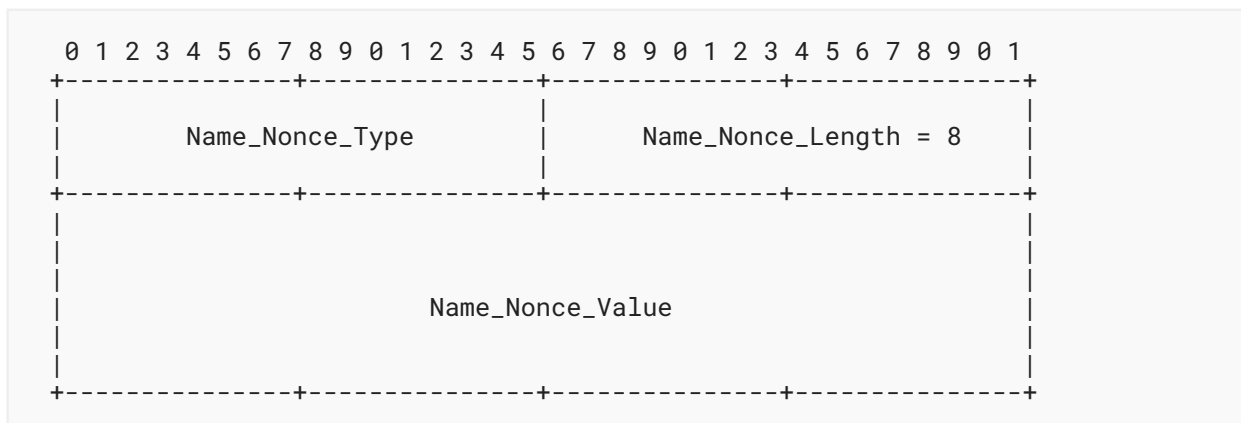 0 1 2 3 4 5 6 7 8 9 0 1 2 3 4 5 6 7 8 9 0 1 2 3 4 5 6 7 8 9 0 1
Name_Nonce_Type Name_Nonce_Length = 8
Name_Nonce_Value